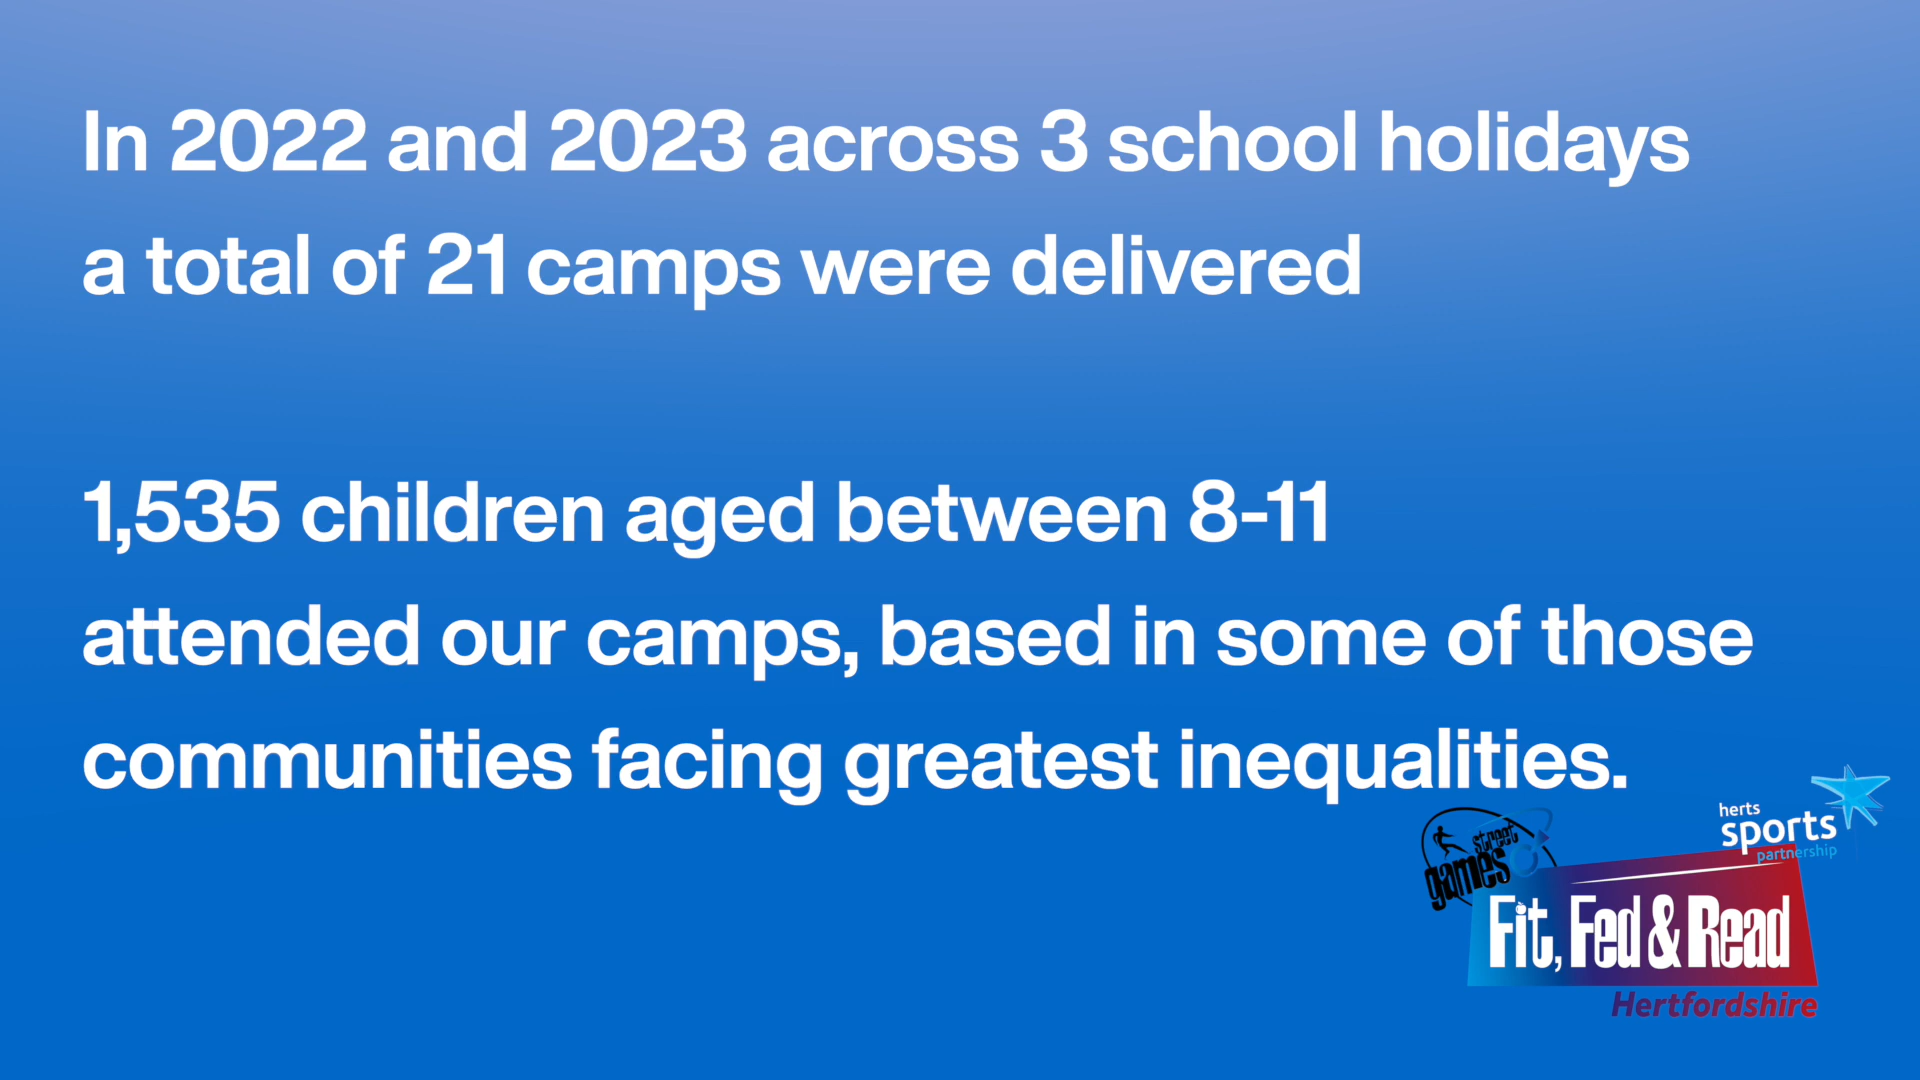 In 2022 and 2023 across 3 school holidays
a total of 21 camps were delivered
1,535 children aged between 8-11
attended our camps, based in some of those
communities facing greatest inequalities.
herts
sports
partnership
street
games
Fit, Fed & Read
Hertfordshire